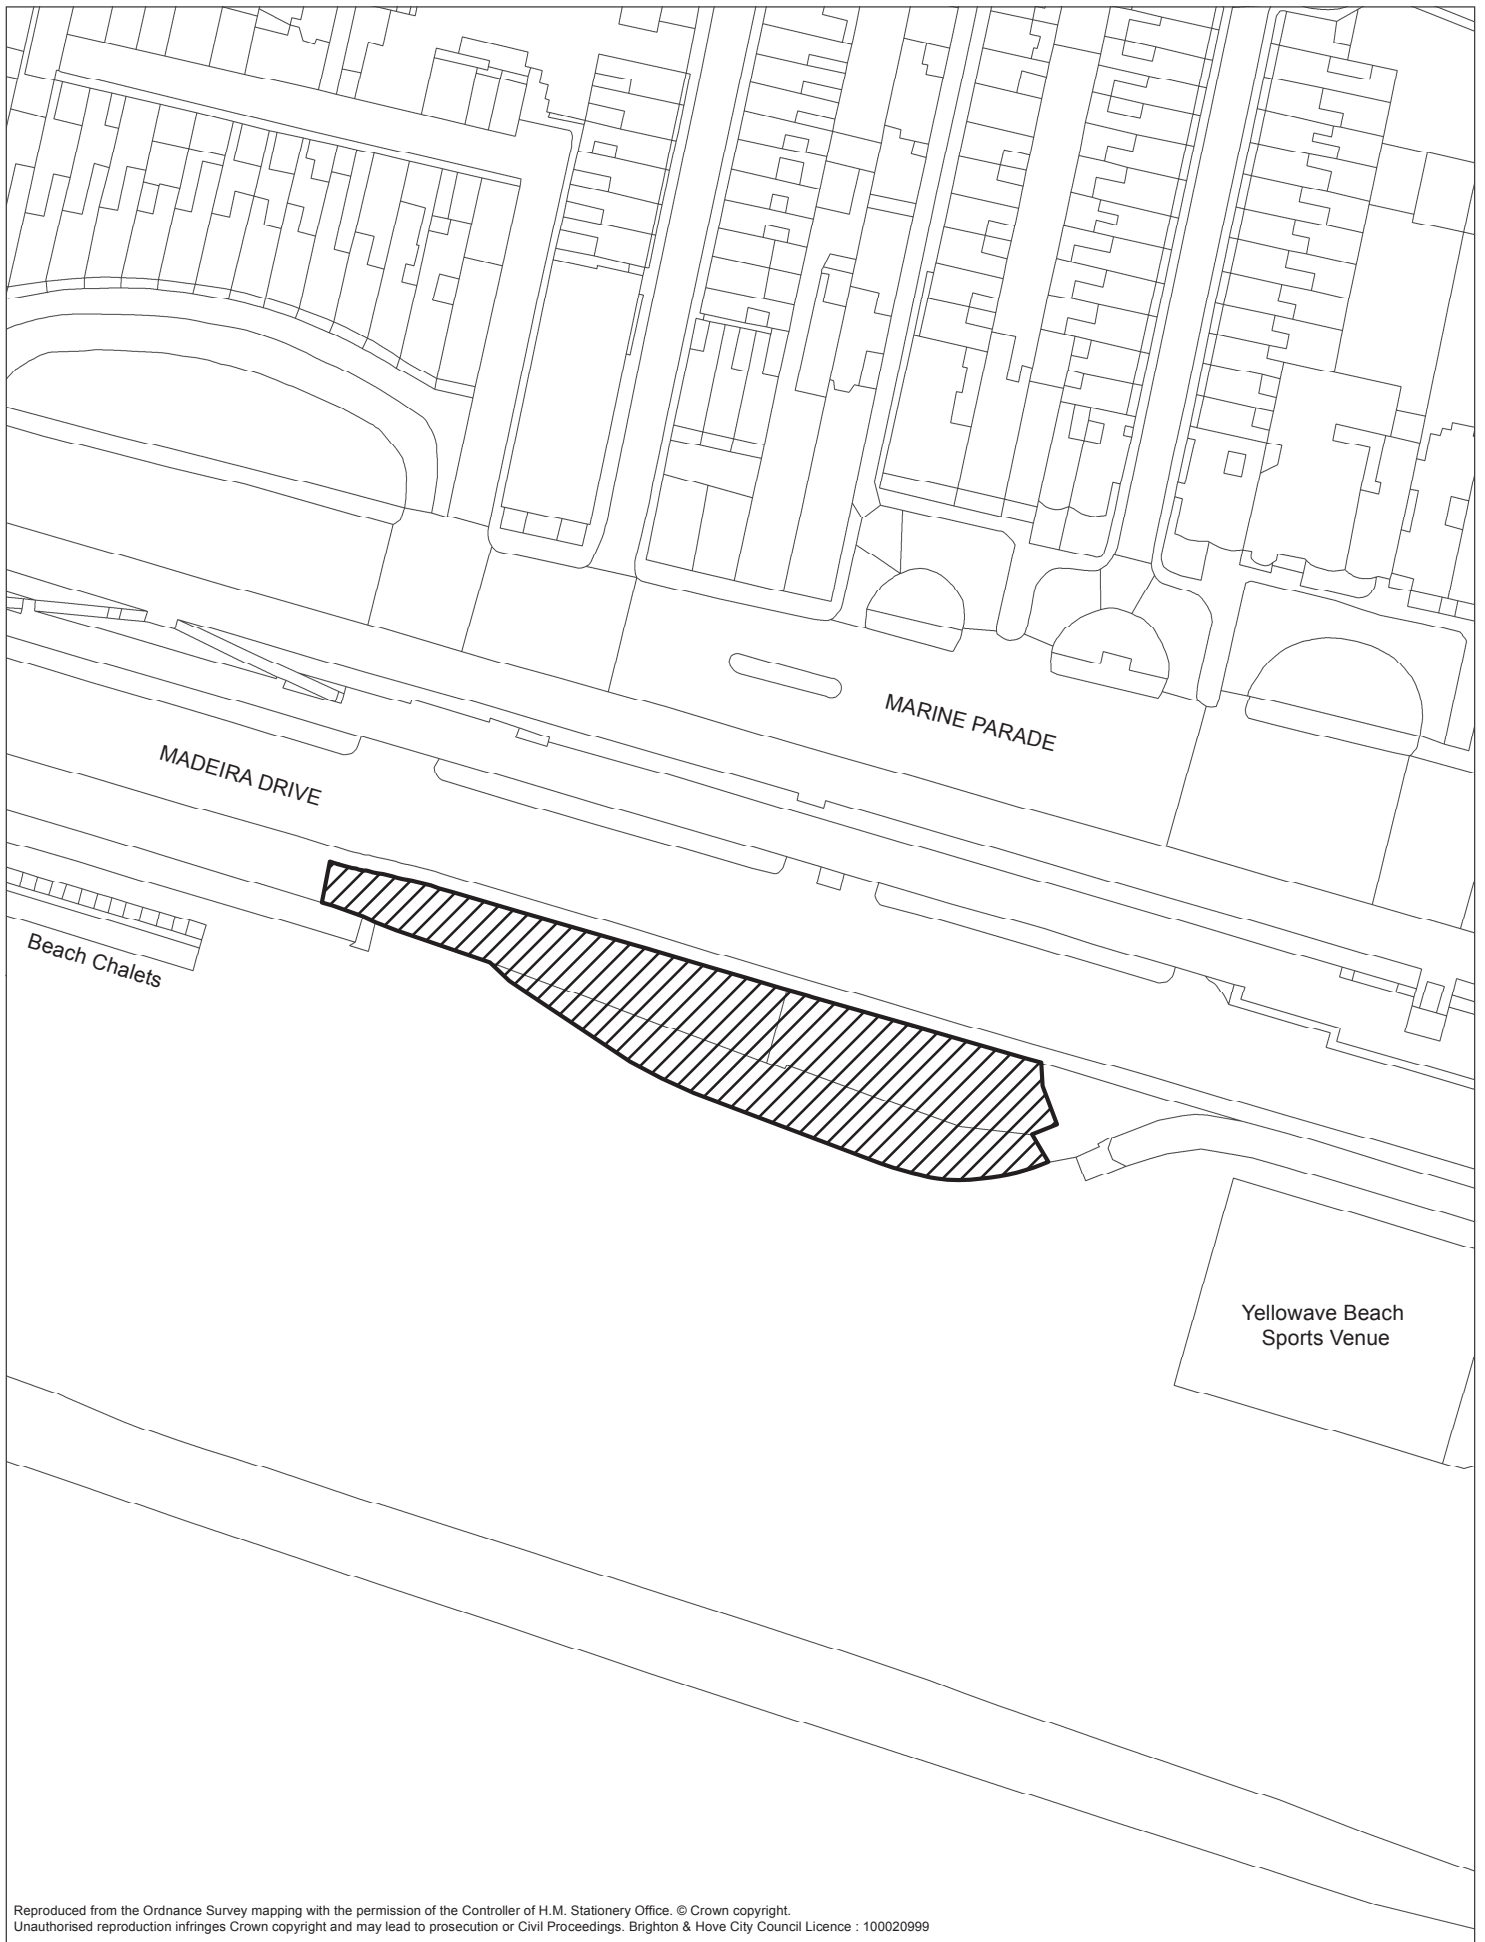 MARINE PARADE
MADEIRA DRIVE
Beach Chalets
Yellowave Beach
Sports Venue
Reproduced from the Ordnance Survey mapping with the permission of the Controller of H.M. Stationery Office. © Crown copyright.
Unauthorised reproduction infringes Crown copyright and may lead to prosecution or Civil Proceedings. Brighton & Hove City Council Licence : 100020999